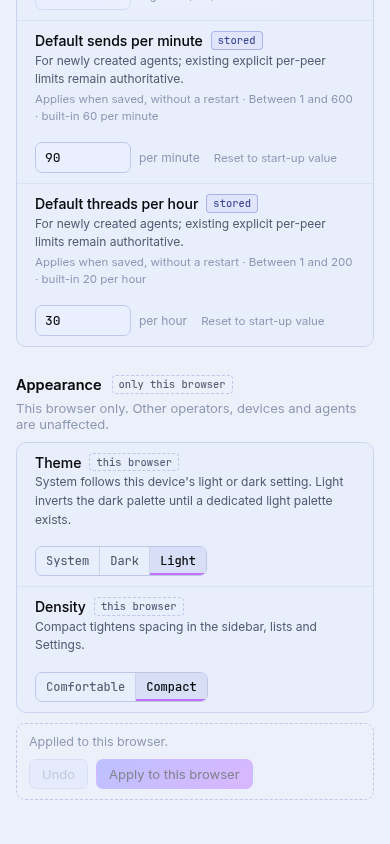 Default sends per minute stored
For newly created agents; existing explicit per-peer
limits remain authoritative.
Applies when saved, without a restart · Between 1 and 600
· built-in 60 per minute
90 per minute Reset to start-up value
Default threads per hour stored
For newly created agents; existing explicit per-peer
limits remain authoritative.
Applies when saved, without a restart · Between 1 and 200
· built-in 20 per hour
30 per hour Reset to start-up value
Appearance only this browser
This browser only. Other operators, devices and agents
are unaffected.
Theme this browser
System follows this device's light or dark setting. Light
inverts the dark palette until a dedicated light palette
exists.
System Dark Light
Density this browser
Compact tightens spacing in the sidebar, lists and
Settings.
Comfortable Compact
Applied to this browser.
Undo Apply to this browser